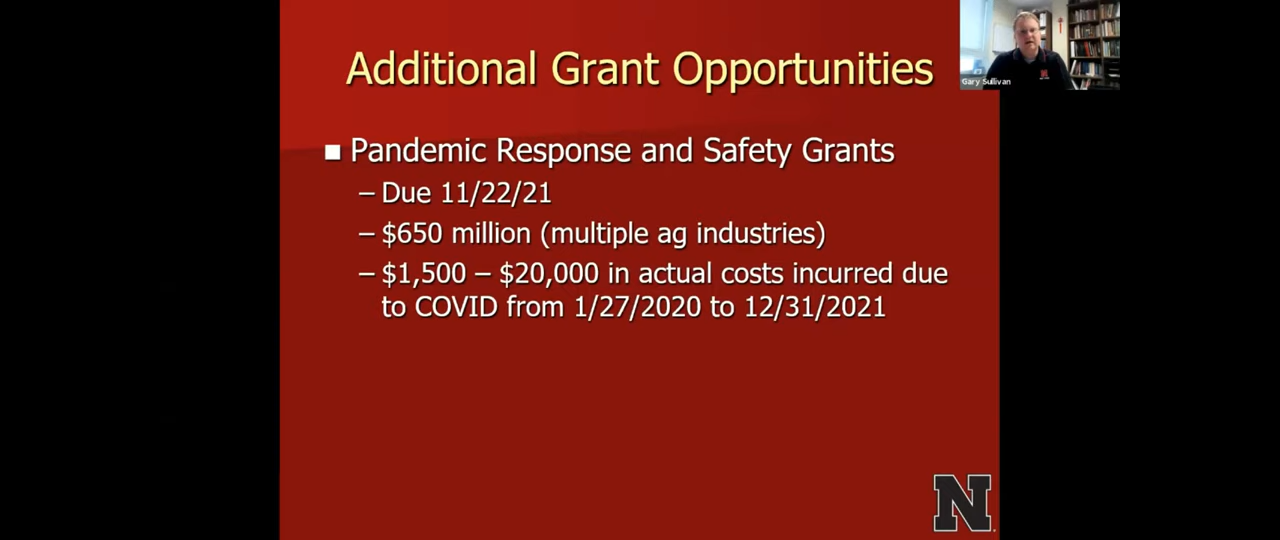 Additional Grant Opportunities
Gary Sullivan
■ Pandemic Response and Safety Grants
– Due 11/22/21
– $650 million (multiple ag industries)
– $1,500 – $20,000 in actual costs incurred due
to COVID from 1/27/2020 to 12/31/2021
N